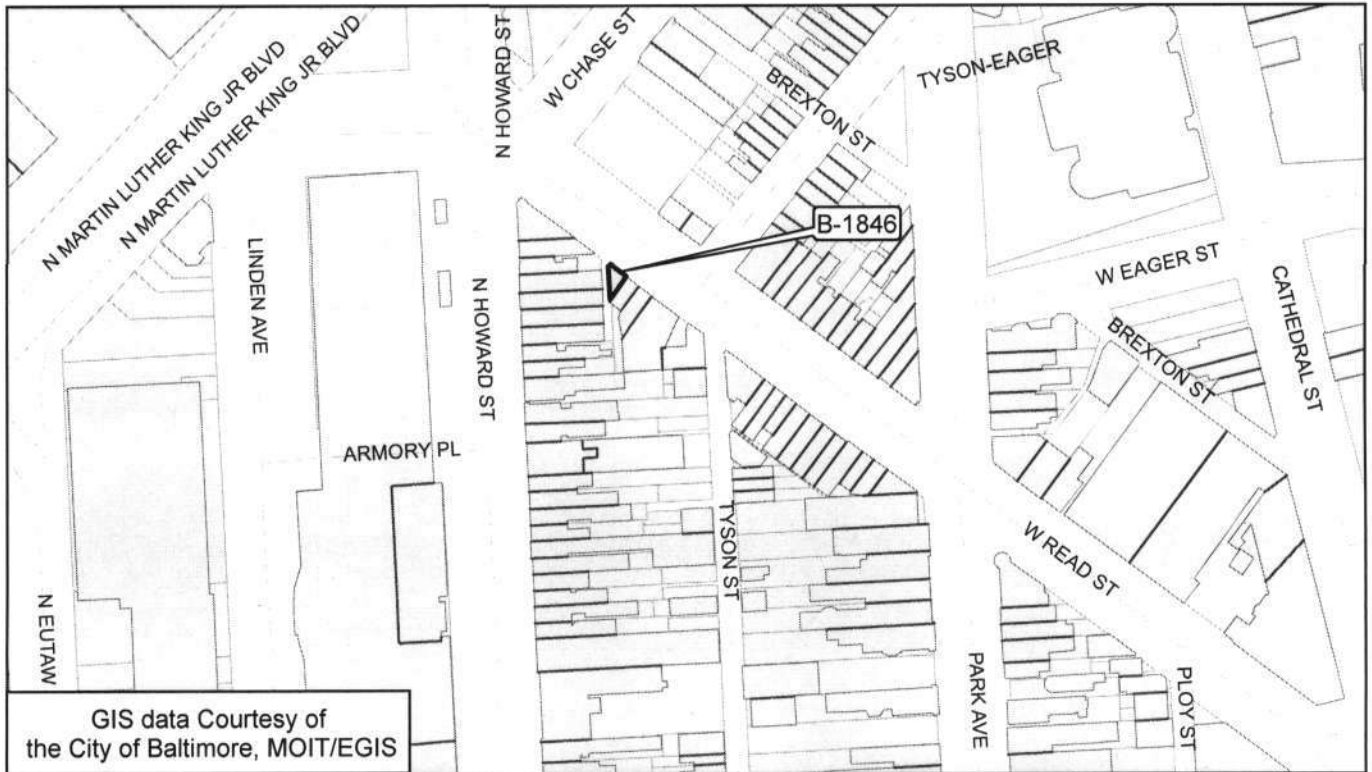 N MARTIN LUTHER KING JR BLVD
N MARTIN LUTHER KING JR BLVD
N HOWARD ST
W CHASE ST
BREXTON ST
TYSON-EAGER
B-1846
LINDEN AVE
N HOWARD ST
W EAGER ST
CATHEDRAL ST
BREXTON ST
ARMORY PL
TYSON ST
W READ ST
N EUTAW
PARK AVE
PLOY ST
GIS data Courtesy of
the City of Baltimore, MOIT/EGIS